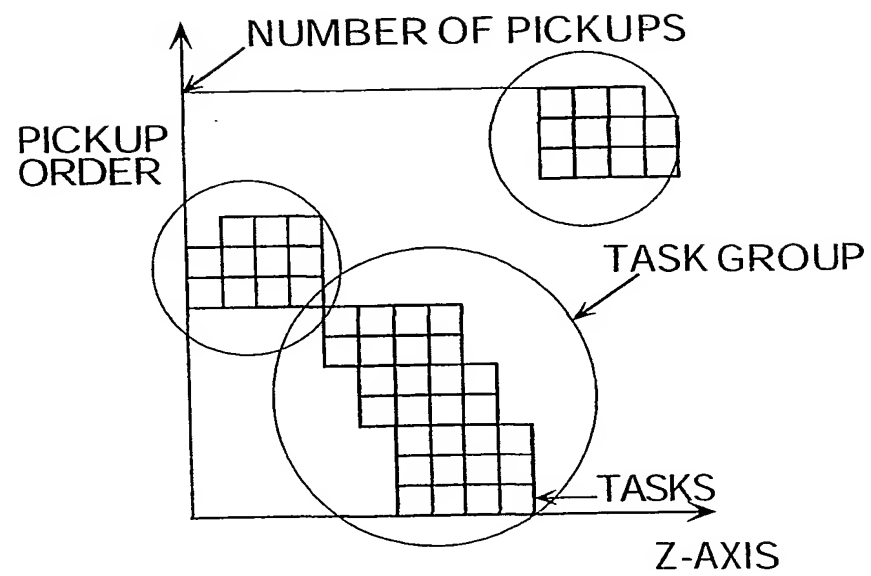 NUMBER OF PICKUPS
PICKUP
ORDER
TASK GROUP
TASKS
Z-AXIS